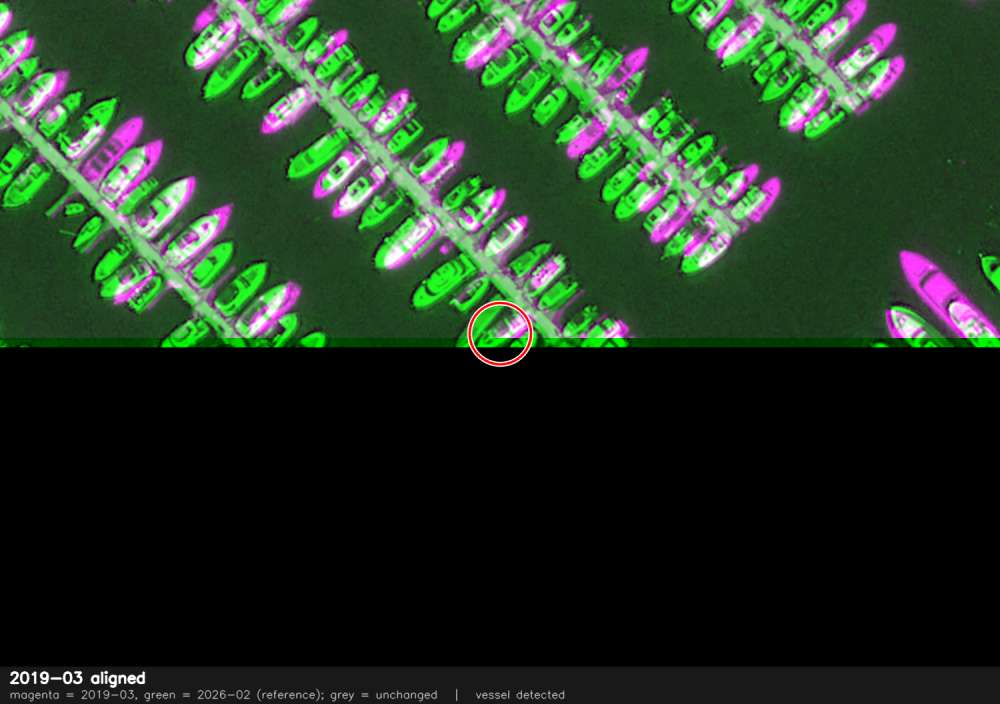 2019-03 aligned
magenta = 2019-03, green = 2026-02 (reference); grey = unchanged | vessel detected